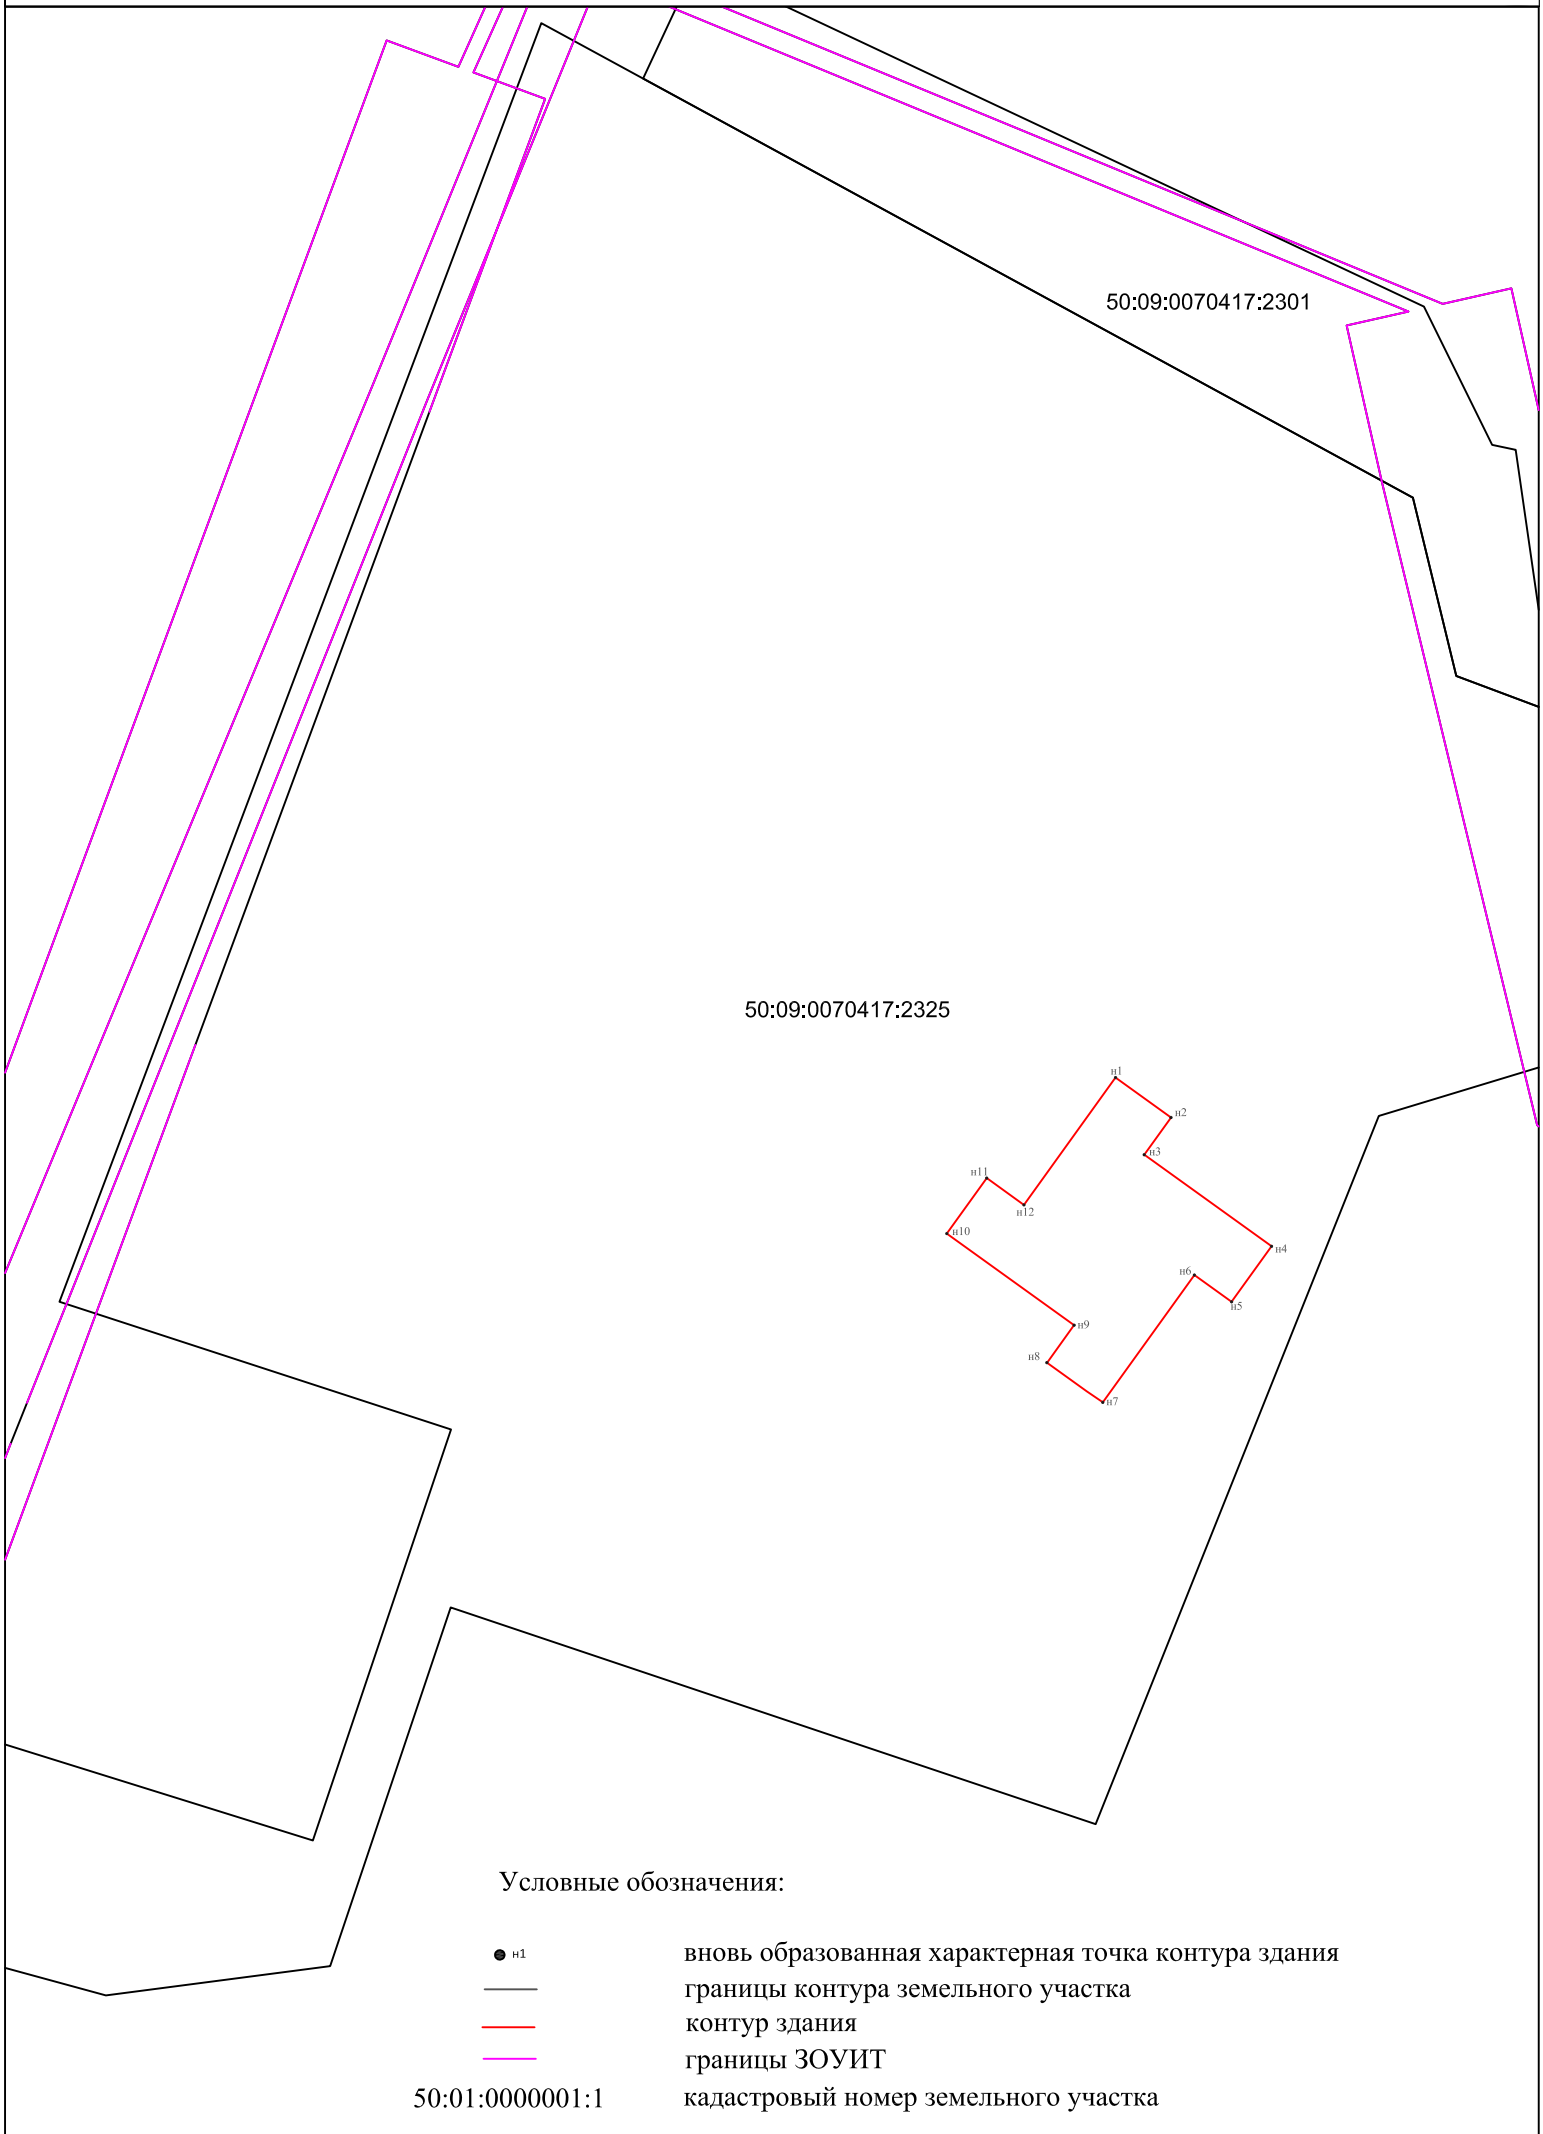 50:09:0070417:2301
50:09:0070417:2325
н1
н2
н3
н11
н12
н10
н4
н6
н5
н9
н8
н7
Условные обозначения:
н1 вновь образованная характерная точка контура здания
границы контура земельного участка
контур здания
границы ЗОУИТ
50:01:0000001:1 кадастровый номер земельного участка